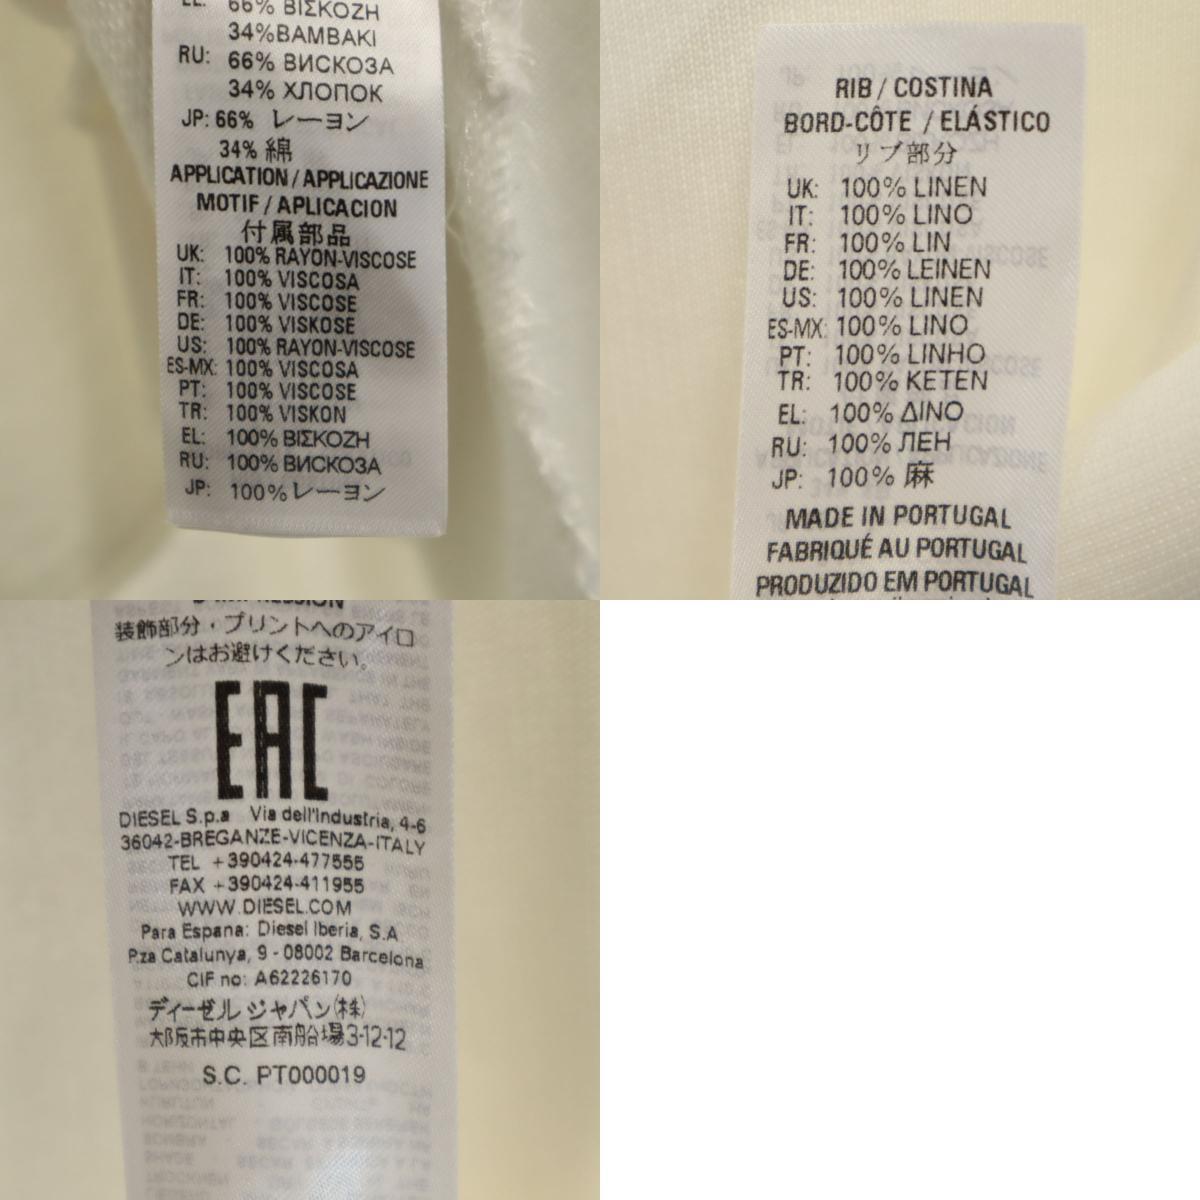 66% ΒΙΣΚΟΖΗ
34%ΒΑΜΒΑΚΙ
RU: 66% ВИСКОЗА
34% ХЛОПОК
JP: 66% レーヨン
34% 綿
APPLICATION / APPLICAZIONE
MOTIF / APLICACION
付属部品
UK: 100% RAYON-VISCOSE
IT: 100% VISCOSA
FR: 100% VISCOSE
DE: 100% VISKOSE
US: 100% RAYON-VISCOSE
ES-MX: 100% VISCOSA
PT: 100% VISCOSE
TR: 100% VISKON
EL: 100% ΒΙΣΚΟΖΗ
RU: 100% ВИСКОЗА
JP: 100% レーヨン
RIB / COSTINA
BORD-CÔTE / ELÁSTICO
リブ部分
UK: 100% LINEN
IT: 100% LINO
FR: 100% LIN
DE: 100% LEINEN
US: 100% LINEN
ES-MX: 100% LINO
PT: 100% LINHO
TR: 100% KETEN
EL: 100% ΔΙΝΟ
RU: 100% ЛЕН
JP: 100% 麻
MADE IN PORTUGAL
FABRIQUÉ AU PORTUGAL
PRODUZIDO EM PORTUGAL
装飾部分・プリントへのアイロ
ンはお避けください。
EAC
DIESEL S.p.a Via dell'Industria, 4-6
36042-BREGANZE-VICENZA-ITALY
TEL +390424-477555
FAX +390424-411955
WWW.DIESEL.COM
Para Espana: Diesel Iberia, S.A
P.za Catalunya, 9 - 08002 Barcelona
CIF no: A62226170
ディーゼル ジャパン(株)
大阪市中央区南船場3-12-12
S.C. PT000019